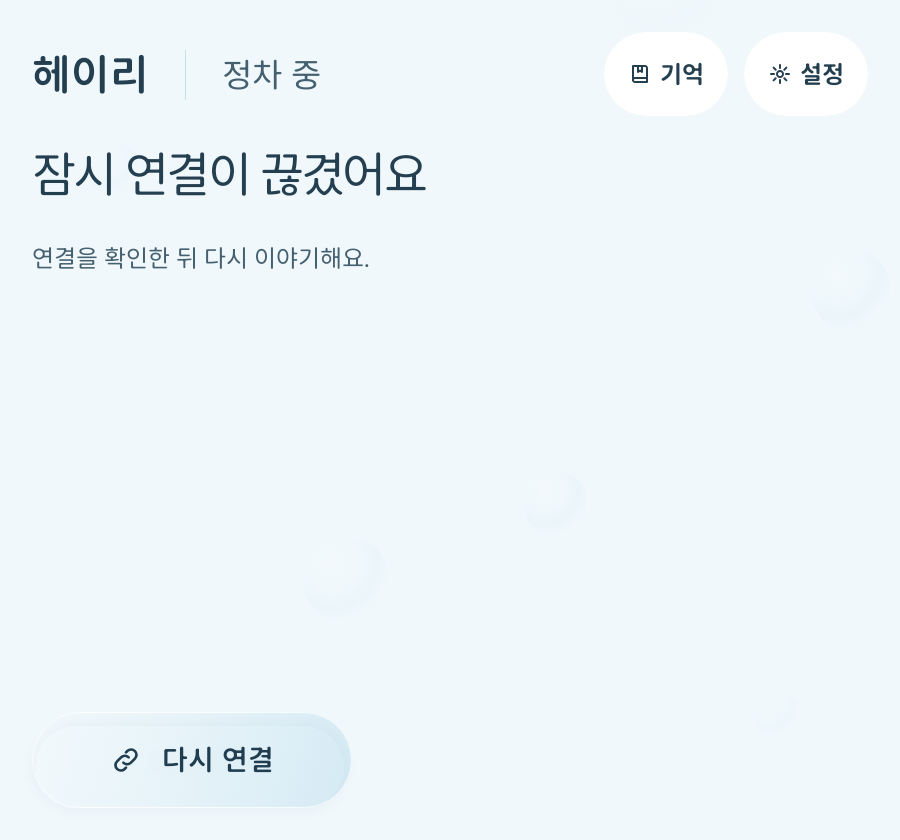 헤이리
정차 중
기억
설정
잠시 연결이 끊겼어요
연결을 확인한 뒤 다시 이야기해요.
다시 연결